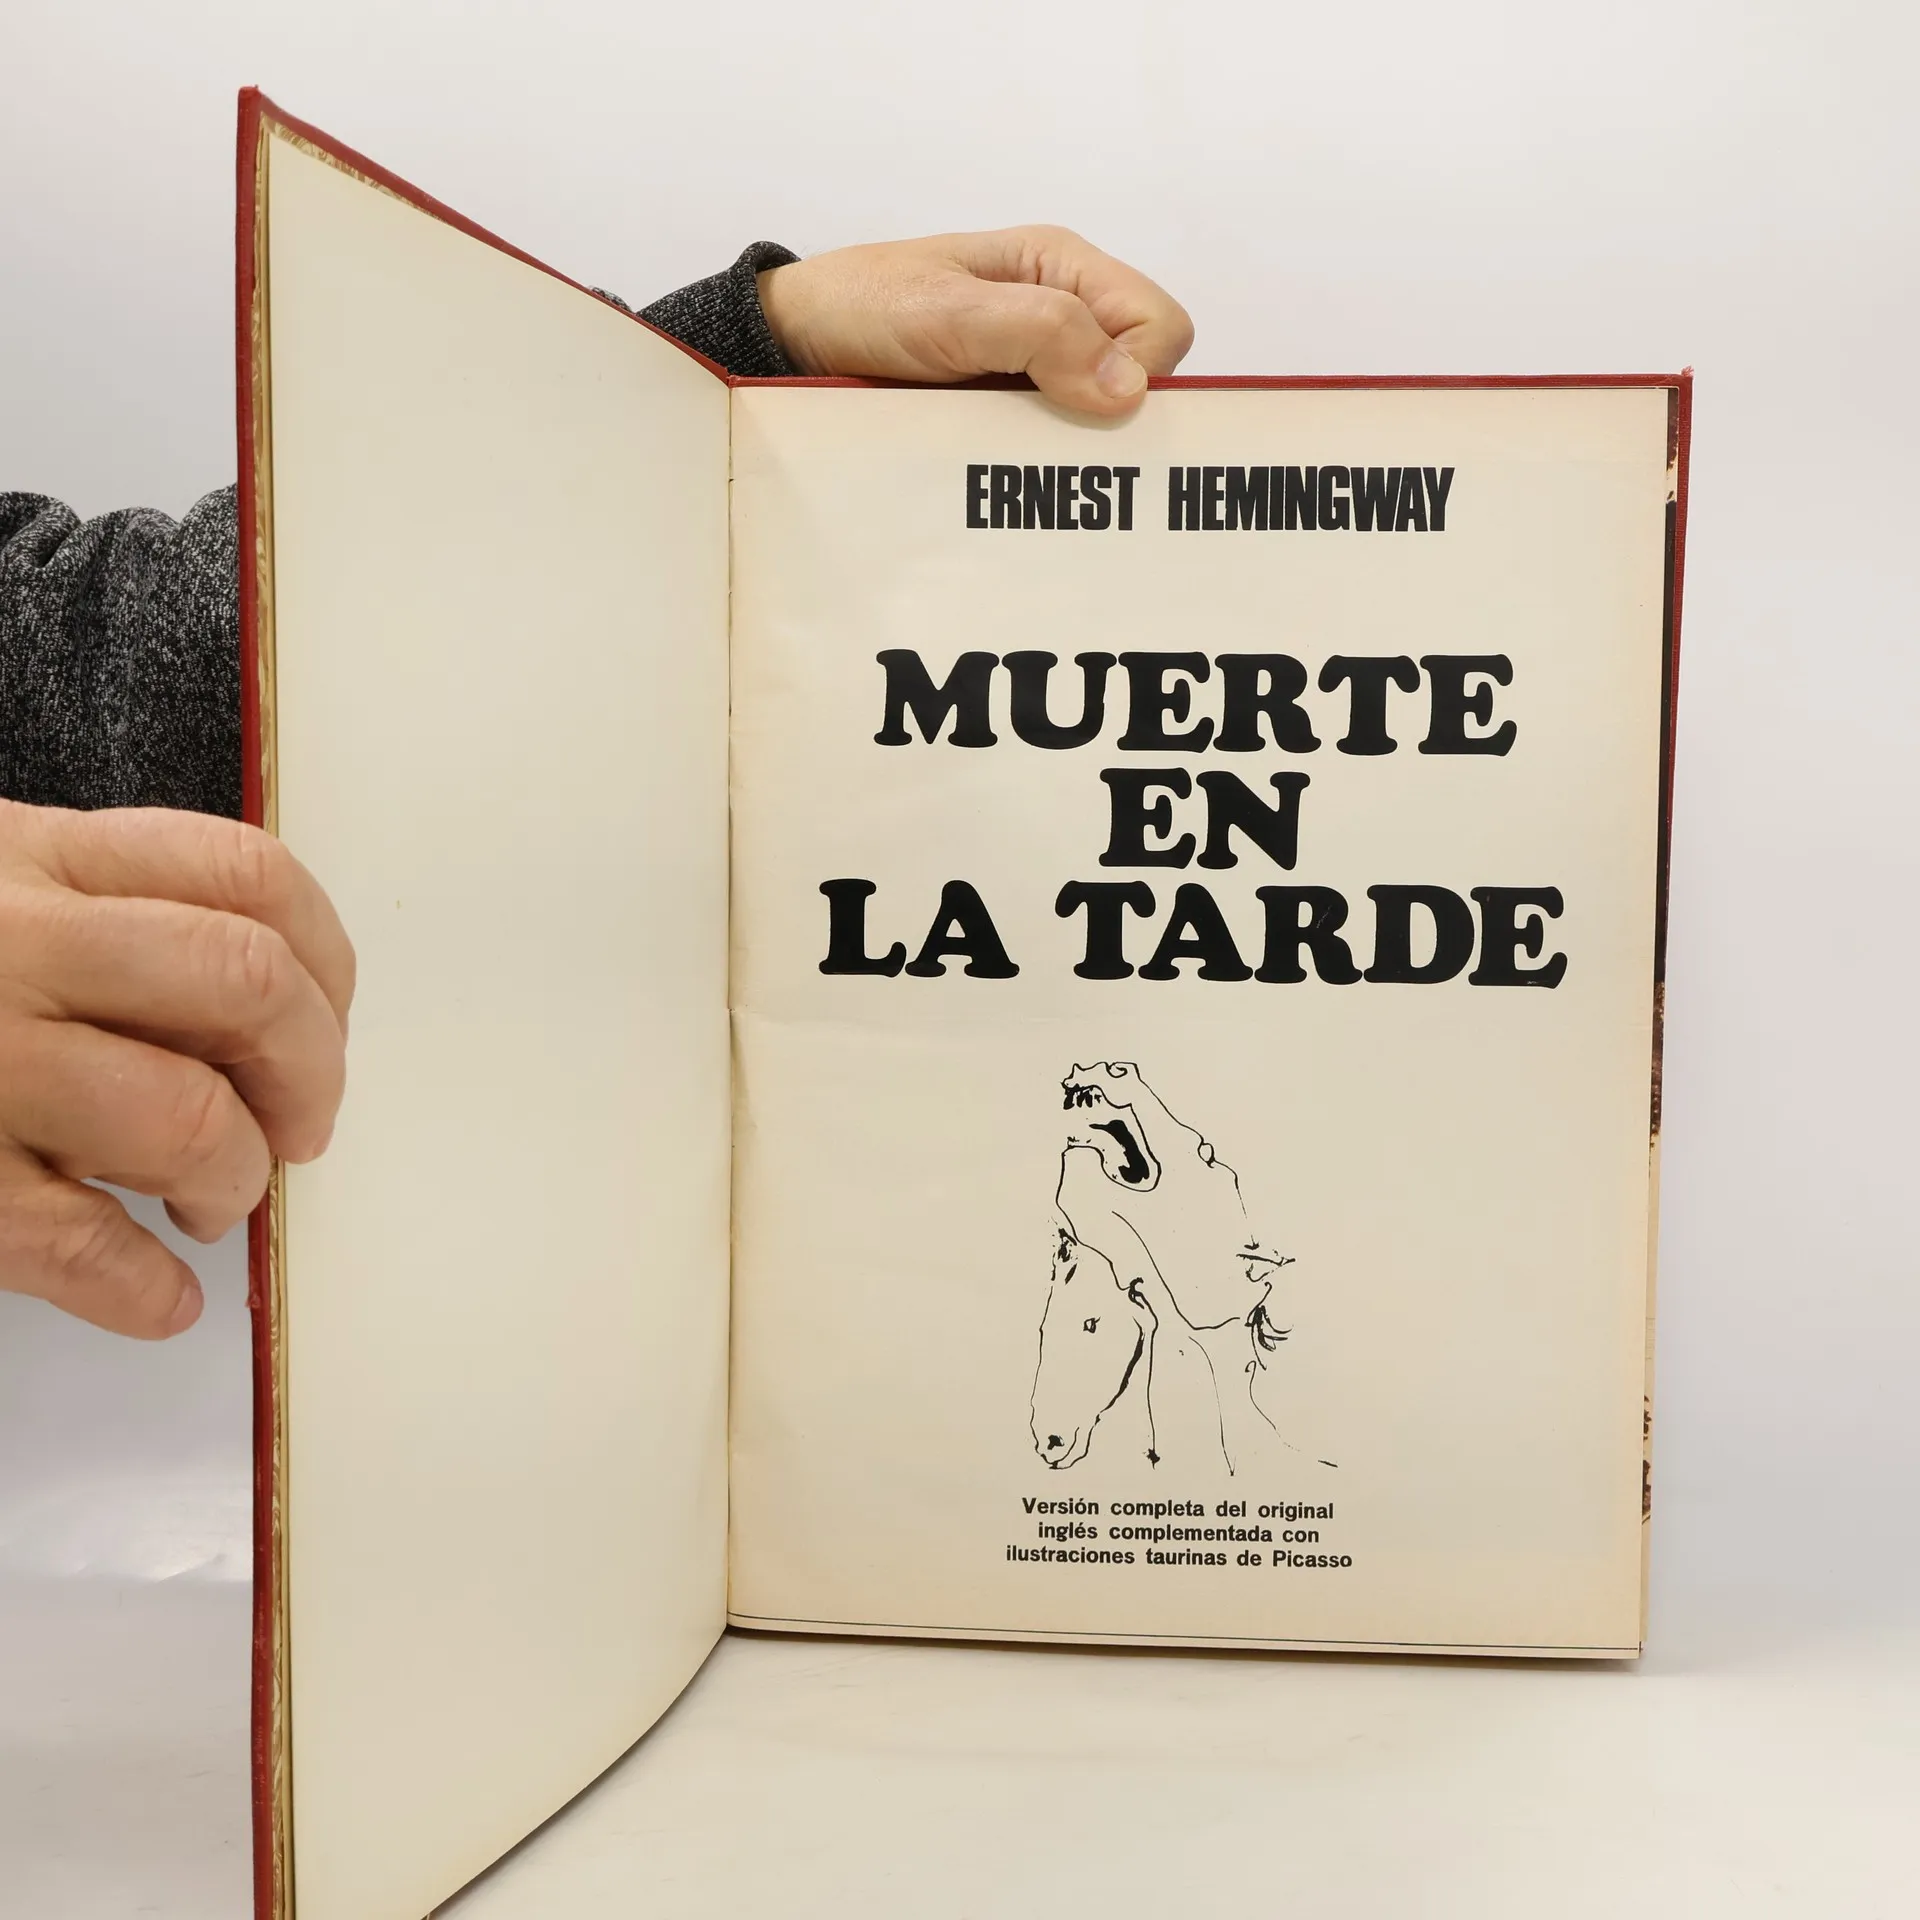 ERNEST HEMINGWAY
MUERTE
EN
LA TARDE
Versión completa del original
inglés complementada con
ilustraciones taurinas de Picasso